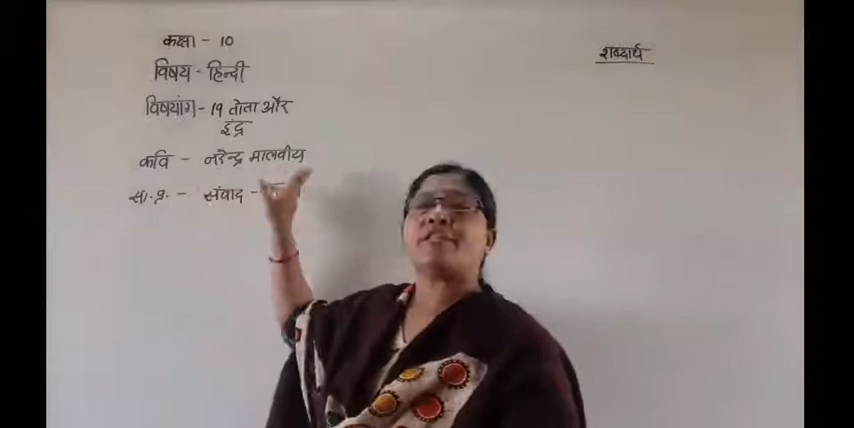 कक्षा - 10
विषय - हिन्दी
विषयांग - 19 तोता और
इंद्र
कवि - नरेन्द्र मालवीय
सा.प्र. - संवाद -
शब्दार्थ